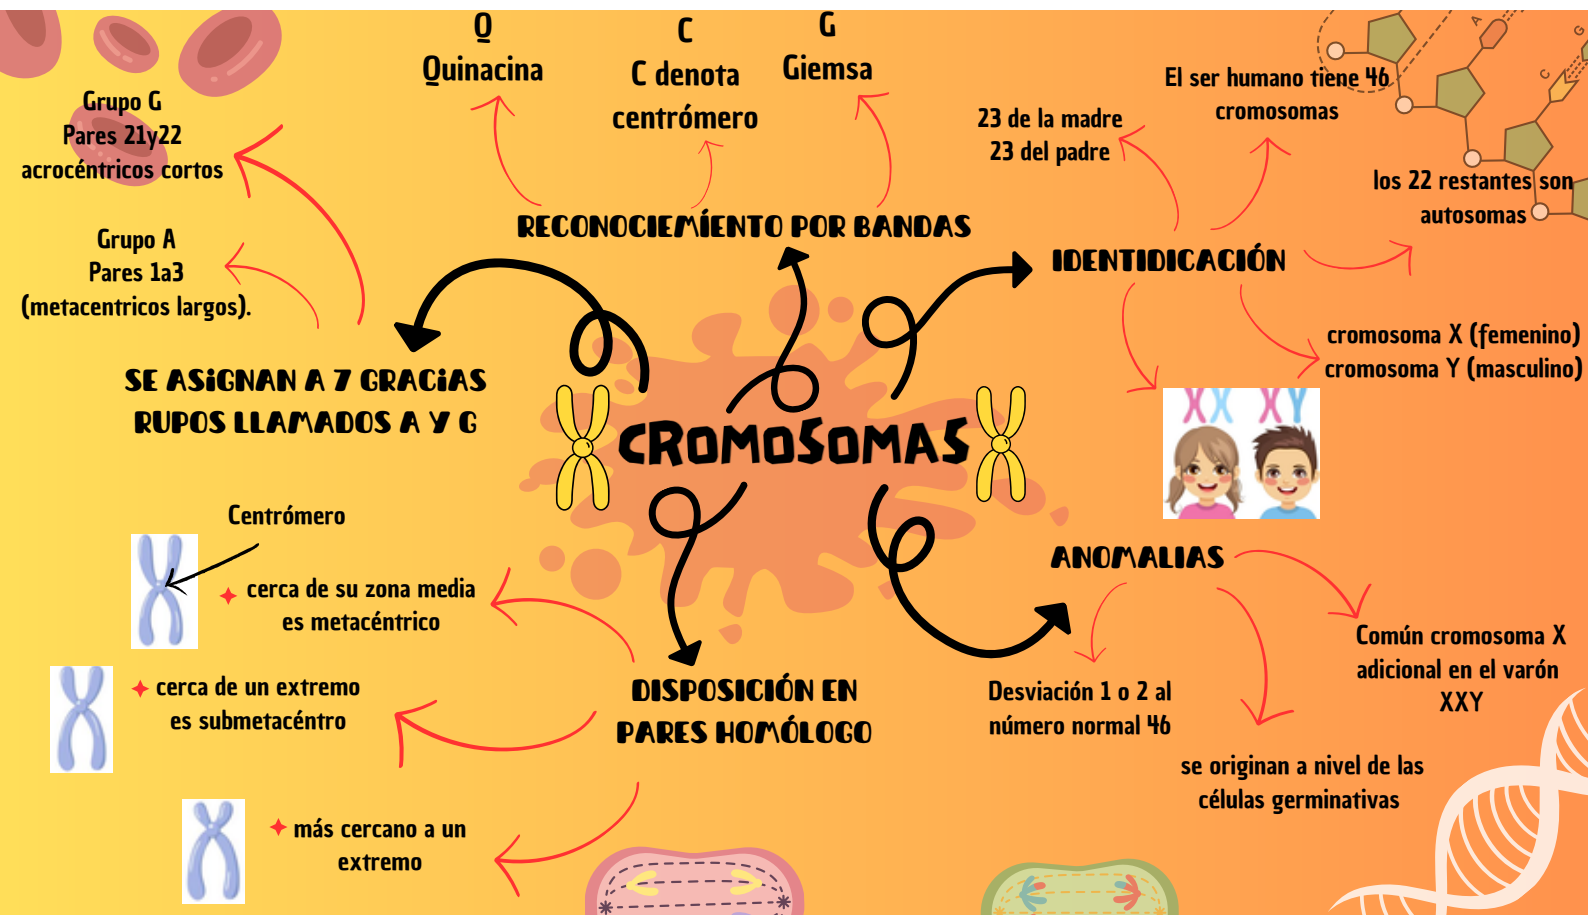 Q
Quinacina
C
C denota
centrómero
G
Giemsa
El ser humano tiene 46
cromosomas
23 de la madre
23 del padre
los 22 restantes son
autosomas
A
C
G
Grupo G
Pares 21y22
acrocéntricos cortos
Grupo A
Pares 1a3
(metacentricos largos).
RECONOCIEMÍENTO POR BANDAS
IDENTIDICACIÓN
cromosoma X (femenino)
cromosoma Y (masculino)
XX XY
SE ASiGNAN A 7 GRACiAS
RUPOS LLAMADOS A Y G
CROMOSOMAS
Centrómero
cerca de su zona media
es metacéntrico
cerca de un extremo
es submetacéntro
más cercano a un
extremo
DISPOSICIÓN EN
PARES HOMÓLOGO
ANOMALIAS
Desviación 1 o 2 al
número normal 46
Común cromosoma X
adicional en el varón
XXY
se originan a nivel de las
células germinativas